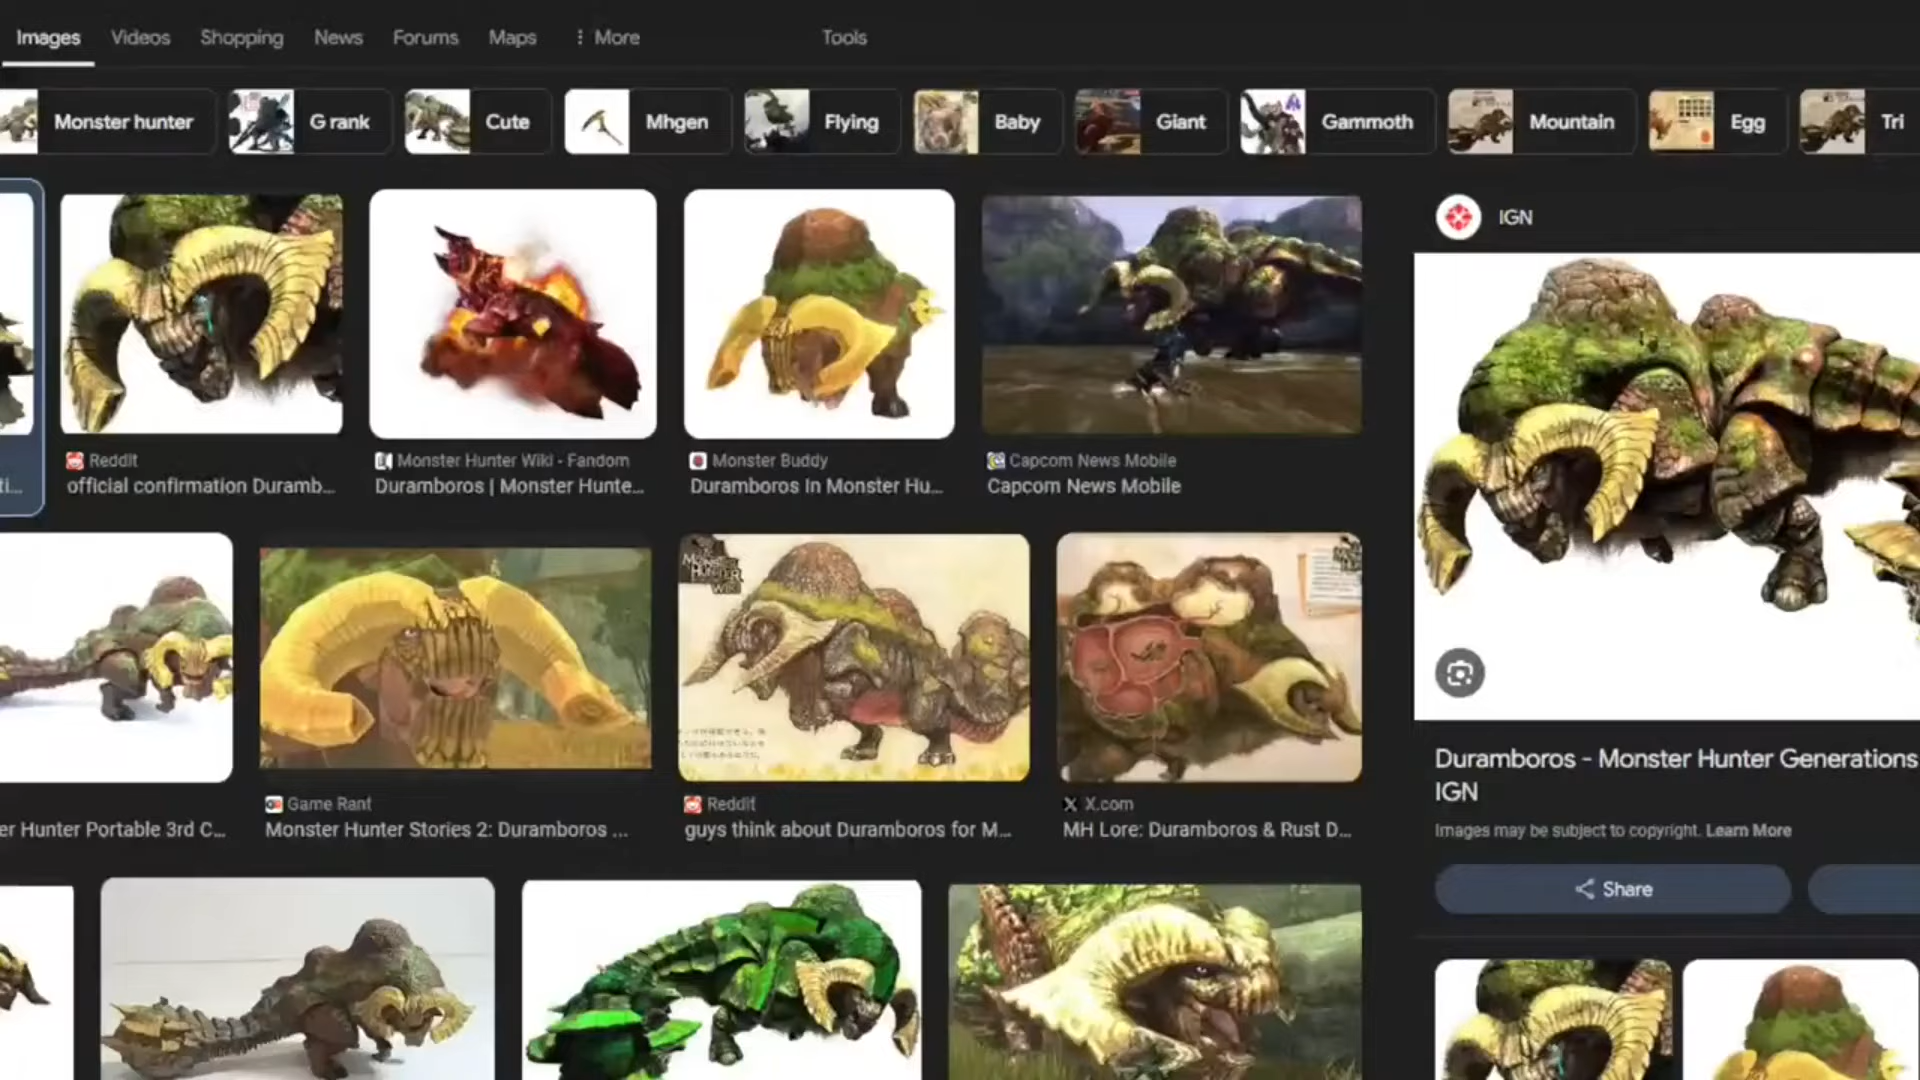 Images Videos Shopping News Forums Maps More Tools
Monster hunter G rank Cute Mhgen Flying Baby Giant Gammoth Mountain Egg Tri
IGN
Reddit
official confirmation Duramb...
Monster Hunter Wiki - Fandom
Duramboros | Monster Hunte...
Monster Buddy
Duramboros In Monster Hu...
Capcom News Mobile
Capcom News Mobile
MONSTER
HUNTER
er Hunter Portable 3rd C...
Game Rant
Monster Hunter Stories 2: Duramboros ...
Reddit
guys think about Duramboros for M...
X.com
MH Lore: Duramboros & Rust D...
Duramboros - Monster Hunter Generations
IGN
Images may be subject to copyright. Learn More
Share